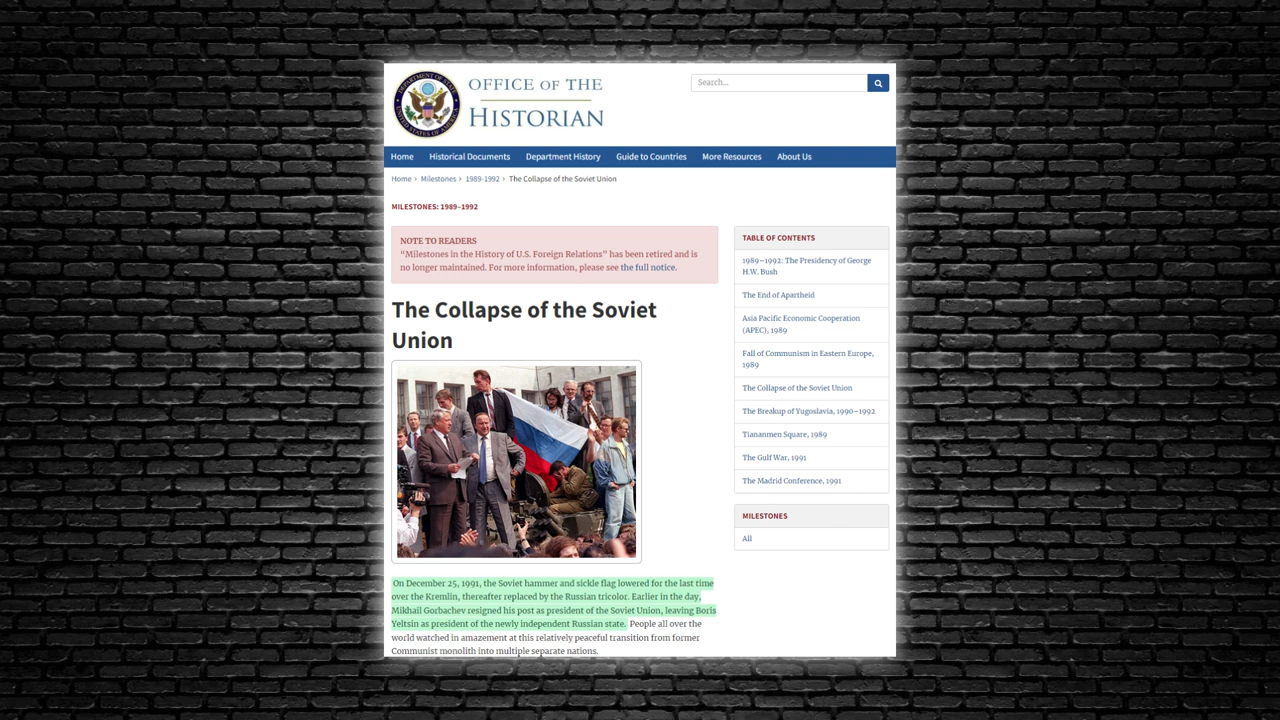 OFFICE OF THE
HISTORIAN
DEPARTMENT OF STATE
UNITED STATES OF AMERICA
Search...
Home
Historical Documents
Department History
Guide to Countries
More Resources
About Us
Home › Milestones › 1989-1992 › The Collapse of the Soviet Union
MILESTONES: 1989–1992
NOTE TO READERS
“Milestones in the History of U.S. Foreign Relations” has been retired and is
no longer maintained. For more information, please see the full notice.
The Collapse of the Soviet
Union
On December 25, 1991, the Soviet hammer and sickle flag lowered for the last time
over the Kremlin, thereafter replaced by the Russian tricolor. Earlier in the day,
Mikhail Gorbachev resigned his post as president of the Soviet Union, leaving Boris
Yeltsin as president of the newly independent Russian state. People all over the
world watched in amazement at this relatively peaceful transition from former
Communist monolith into multiple separate nations.
TABLE OF CONTENTS
1989–1992: The Presidency of George
H.W. Bush
The End of Apartheid
Asia Pacific Economic Cooperation
(APEC), 1989
Fall of Communism in Eastern Europe,
1989
The Collapse of the Soviet Union
The Breakup of Yugoslavia, 1990–1992
Tiananmen Square, 1989
The Gulf War, 1991
The Madrid Conference, 1991
MILESTONES
All